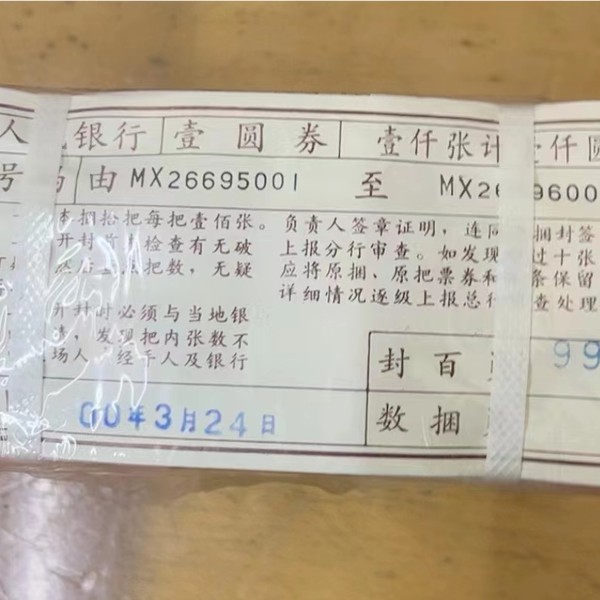 人 银行 壹圆券 壹仟张计 壹仟圆
号 由 MX26695001 至 MX26 9600
捆拾把每把壹佰张。
开封 检查有无破
然后 点把数，无疑
开封时必须与当地银
清，发现把内张数不
场人、经手人及银行
负责人签章证明，连同 捆封签
上报分行审查。如发现 过十张
应将原捆、原把票券和 条保留
详细情况逐级上报总行 查处理
封百 99
数捆
00年3月24日